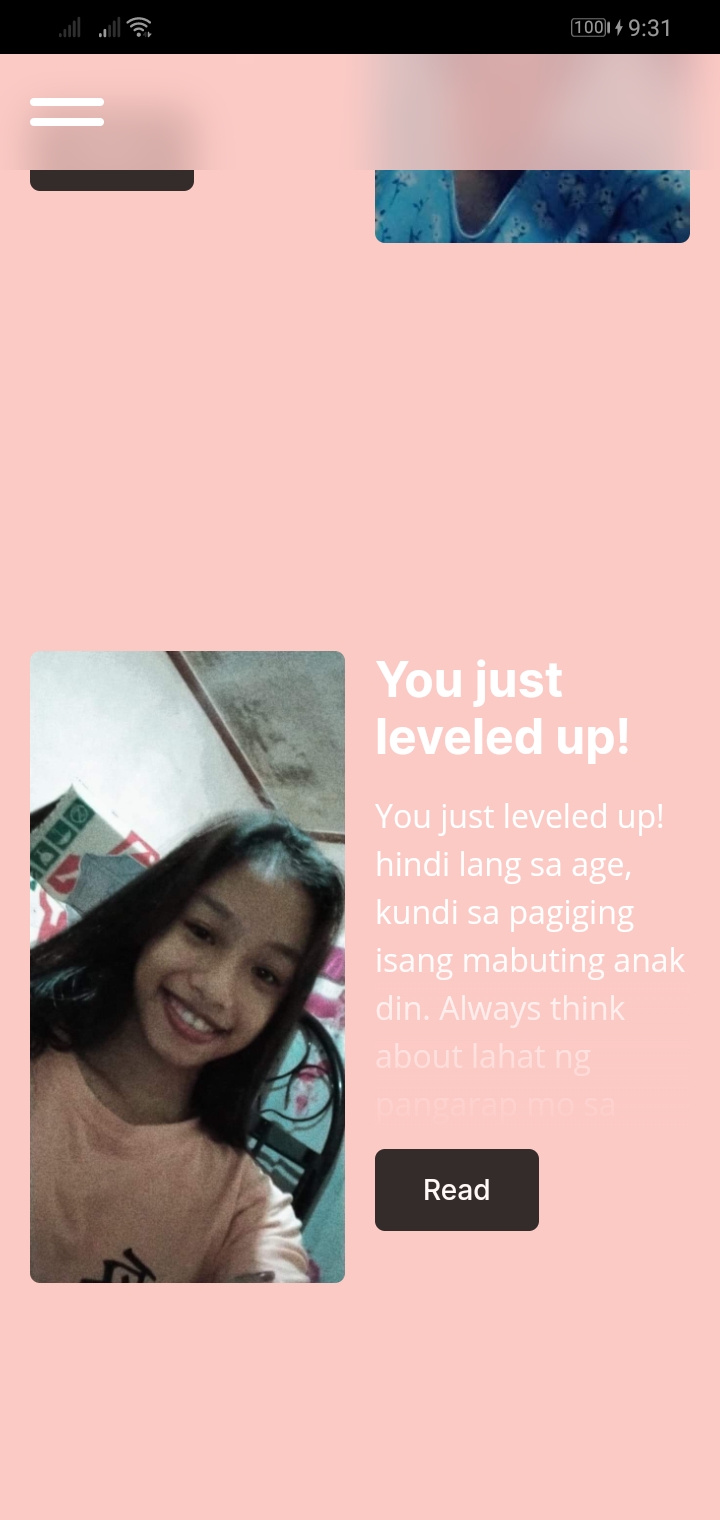 100 9:31
You just
leveled up!
You just leveled up!
hindi lang sa age,
kundi sa pagiging
isang mabuting anak
din. Always think
about lahat ng
pangarap mo sa
Read